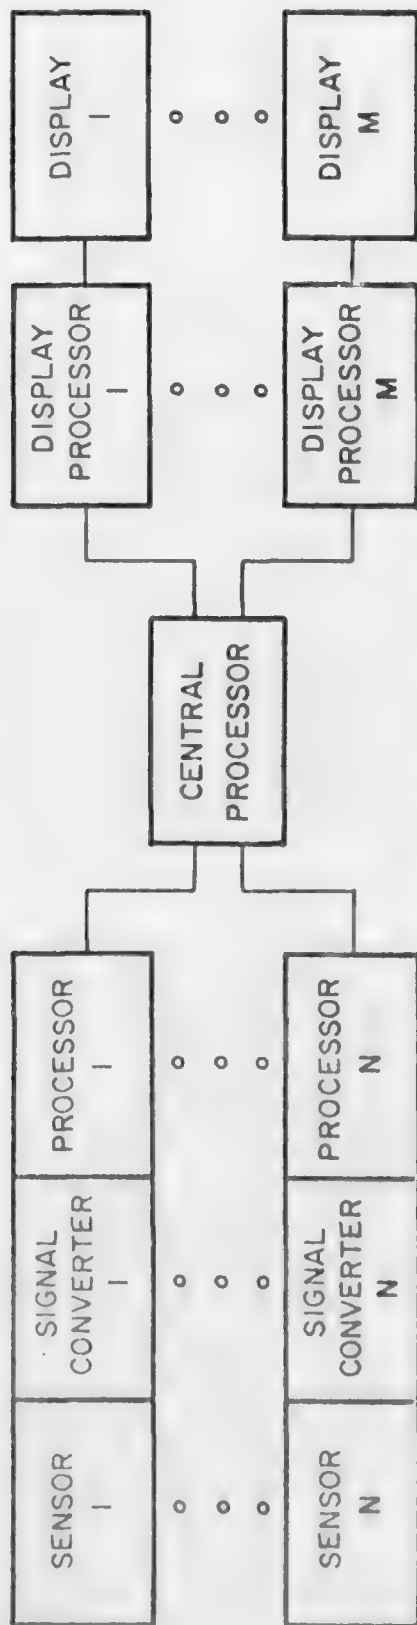 SENSOR
1
SIGNAL
CONVERTER
1
PROCESSOR
1
SENSOR
N
SIGNAL
CONVERTER
N
PROCESSOR
N
CENTRAL
PROCESSOR
DISPLAY
PROCESSOR
1
DISPLAY
1
DISPLAY
PROCESSOR
M
DISPLAY
M